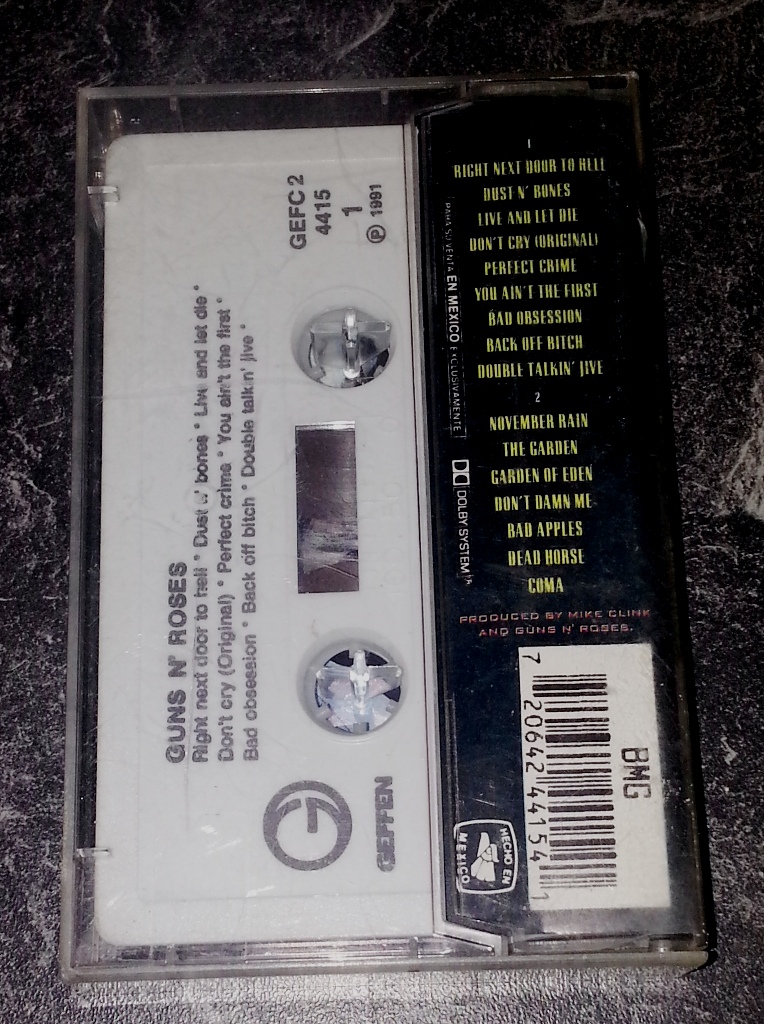 GUNS N' ROSES
Right next door to hell * Dust n' bones * Live and let die *
Don't cry (Original) * Perfect crime * You ain't the first *
Bad obsession * Back off bitch * Double talkin' jive *
GEFC 2
4415
1
℗ 1991
G
GEFFEN
1
RIGHT NEXT DOOR TO HELL
DUST N' BONES
LIVE AND LET DIE
DON'T CRY (ORIGINAL)
PERFECT CRIME
YOU AIN'T THE FIRST
BAD OBSESSION
BACK OFF BITCH
DOUBLE TALKIN' JIVE
2
NOVEMBER RAIN
THE GARDEN
GARDEN OF EDEN
DON'T DAMN ME
BAD APPLES
DEAD HORSE
COMA
PRODUCED BY MIKE CLINK
AND GUNS N' ROSES.
PARA SU VENTA EN MEXICO EXCLUSIVAMENTE
DOLBY SYSTEM R
BMG
7 20642 44154 1
HECHO EN
MEXICO